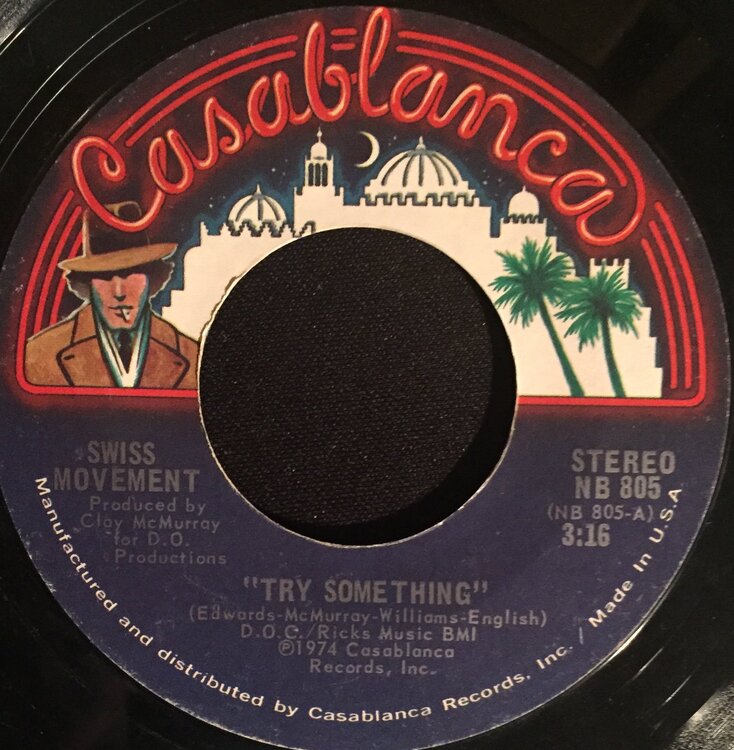 Casablanca
SWISS
MOVEMENT
Produced by
Clay McMurray
for D.O.
Productions
STEREO
NB 805
(NB 805-A)
3:16
"TRY SOMETHING"
(Edwards-McMurray-Williams-English)
D.O.C./Ricks Music BMI
℗1974 Casablanca
Records, Inc.
Manufactured and distributed by Casablanca Records, Inc. / Made In U.S.A.